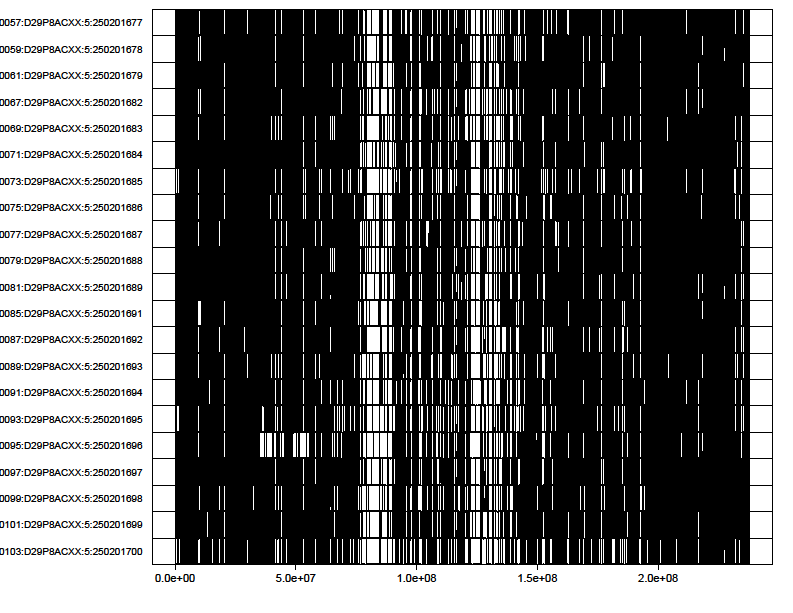 0057:D29P8ACXX:5:250201677
0059:D29P8ACXX:5:250201678
0061:D29P8ACXX:5:250201679
0067:D29P8ACXX:5:250201682
0069:D29P8ACXX:5:250201683
0071:D29P8ACXX:5:250201684
0073:D29P8ACXX:5:250201685
0075:D29P8ACXX:5:250201686
0077:D29P8ACXX:5:250201687
0079:D29P8ACXX:5:250201688
0081:D29P8ACXX:5:250201689
0085:D29P8ACXX:5:250201691
0087:D29P8ACXX:5:250201692
0089:D29P8ACXX:5:250201693
0091:D29P8ACXX:5:250201694
0093:D29P8ACXX:5:250201695
0095:D29P8ACXX:5:250201696
0097:D29P8ACXX:5:250201697
0099:D29P8ACXX:5:250201698
0101:D29P8ACXX:5:250201699
0103:D29P8ACXX:5:250201700
0.0e+00 5.0e+07 1.0e+08 1.5e+08 2.0e+08